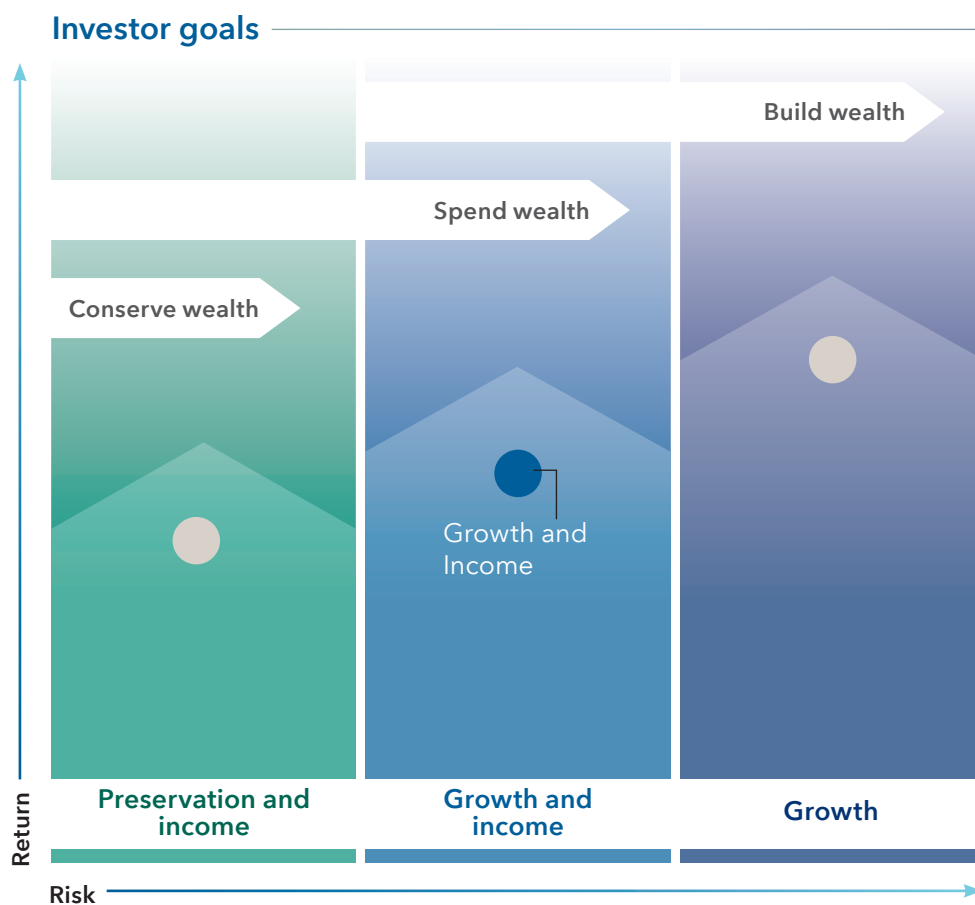 Investor goals
Build wealth
Spend wealth
Conserve wealth
Growth and
Income
Preservation and
income
Growth and
income
Growth
Return
Risk